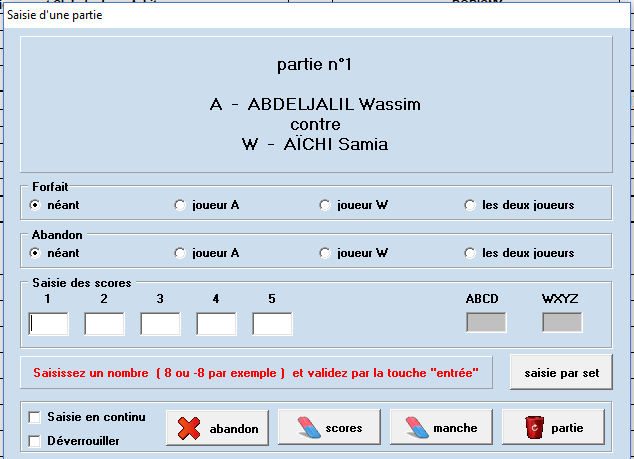 Saisie d'une partie
partie n°1
A - ABDELJALIL Wassim
contre
W - AÏCHI Samia
Forfait
néant joueur A joueur W les deux joueurs
Abandon
néant joueur A joueur W les deux joueurs
Saisie des scores
1 2 3 4 5 ABCD WXYZ
Saisissez un nombre ( 8 ou -8 par exemple ) et validez par la touche "entrée" saisie par set
Saisie en continu
abandon scores manche partie
Déverrouiller